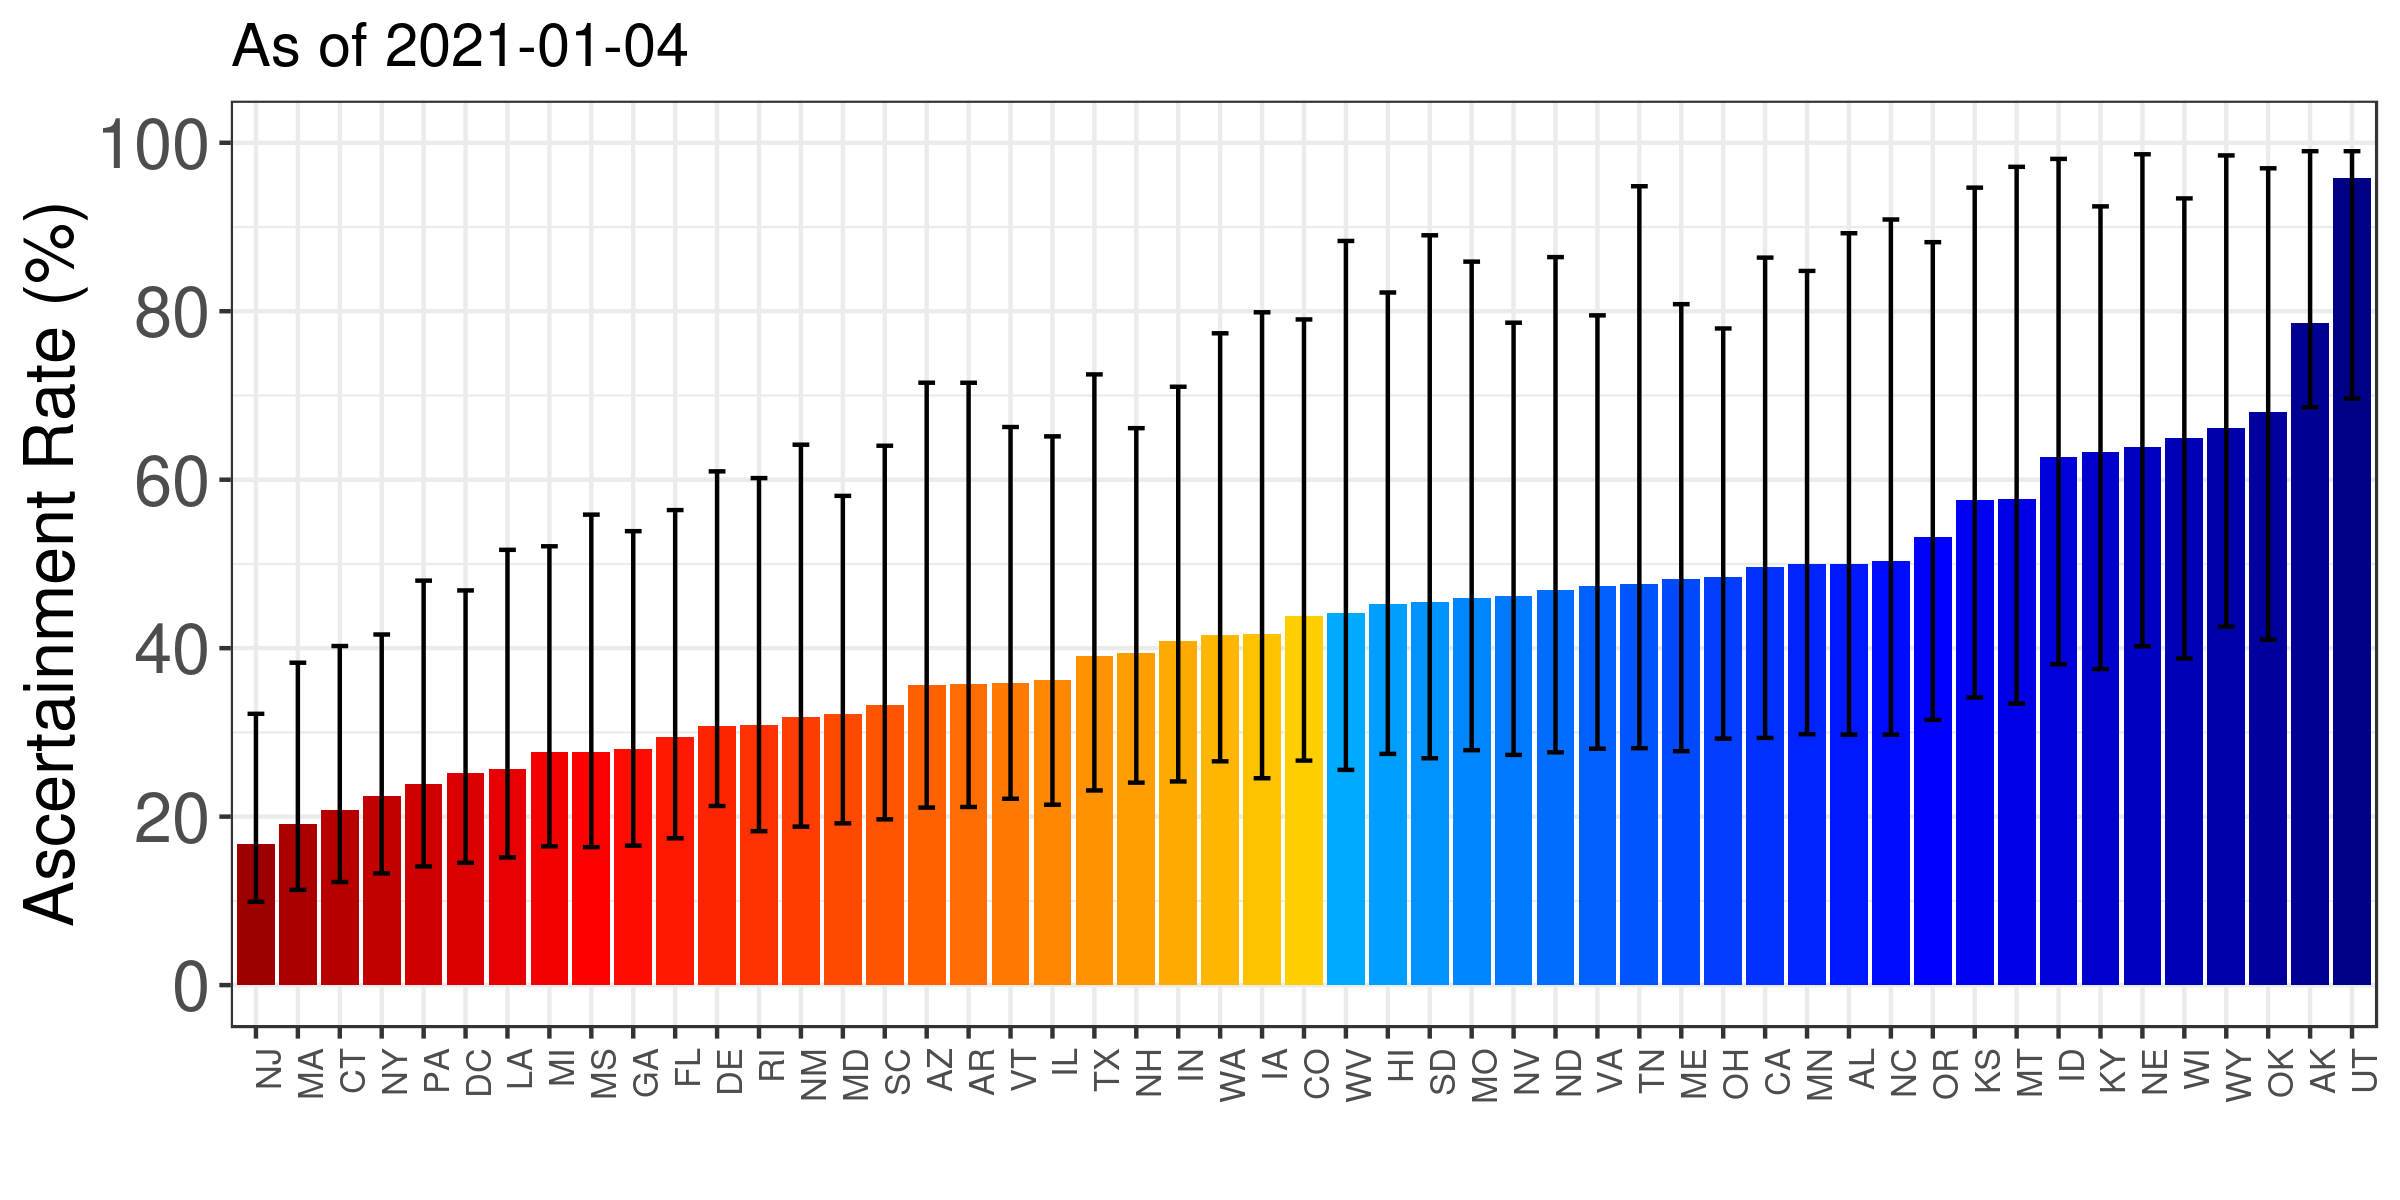 As of 2021-01-04
Ascertainment Rate (%)
100
80
60
40
20
0
NJ MA CT NY PA DC LA MI MS GA FL DE RI NM MD SC AZ AR VT IL TX NH IN WA IA CO WV HI SD MO NV ND VA TN ME OH CA MN AL NC OR KS MT ID KY NE WI WY OK AK UT